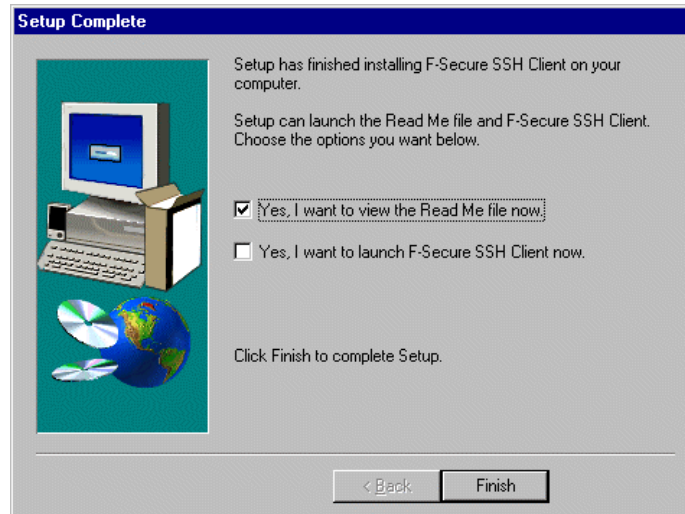 Setup Complete
Setup has finished installing F-Secure SSH Client on your
computer.
Setup can launch the Read Me file and F-Secure SSH Client.
Choose the options you want below.
Yes, I want to view the Read Me file now.
Yes, I want to launch F-Secure SSH Client now.
Click Finish to complete Setup.
< Back
Finish